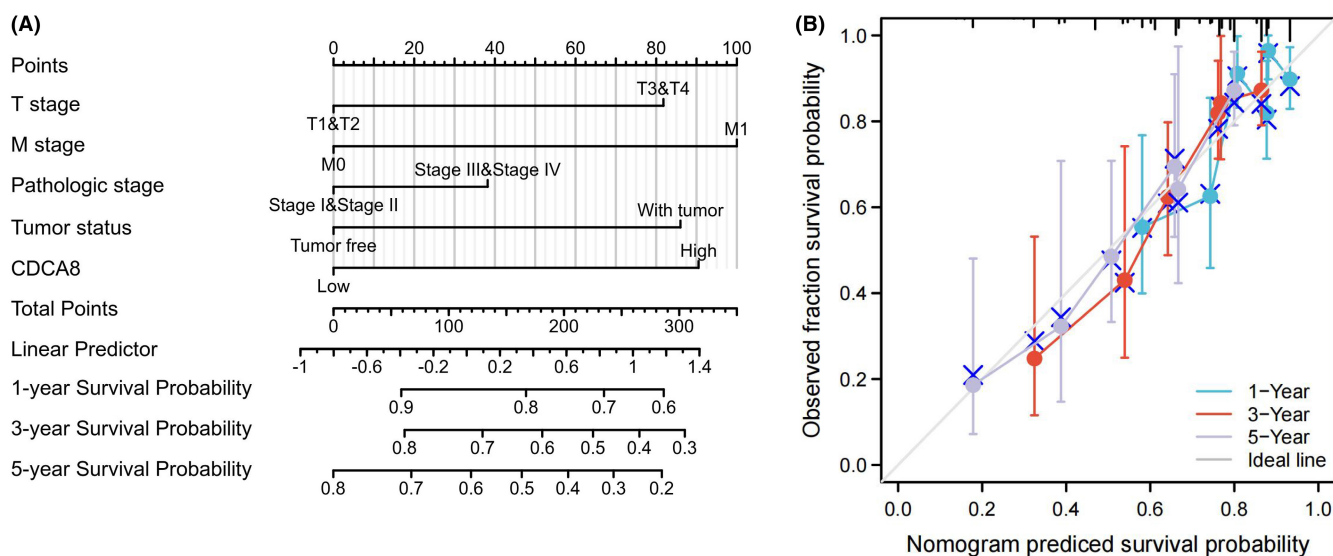 (A)
0 20 40 60 80 100
Points
T3&T4
T stage
T1&T2
M1
M stage
M0
Stage III&Stage IV
Pathologic stage
Stage I&Stage II
With tumor
Tumor status
Tumor free
High
CDCA8
Low
Total Points
0 100 200 300
Linear Predictor
-1 -0.6 -0.2 0.2 0.6 1 1.4
1-year Survival Probability
0.9 0.8 0.7 0.6
3-year Survival Probability
0.8 0.7 0.6 0.5 0.4 0.3
5-year Survival Probability
0.8 0.7 0.6 0.5 0.4 0.3 0.2
(B)
Observed fraction survival probability
1.0
0.8
0.6
0.4
0.2
0.0
1-Year
3-Year
5-Year
Ideal line
0.0 0.2 0.4 0.6 0.8 1.0
Nomogram prediced survival probability